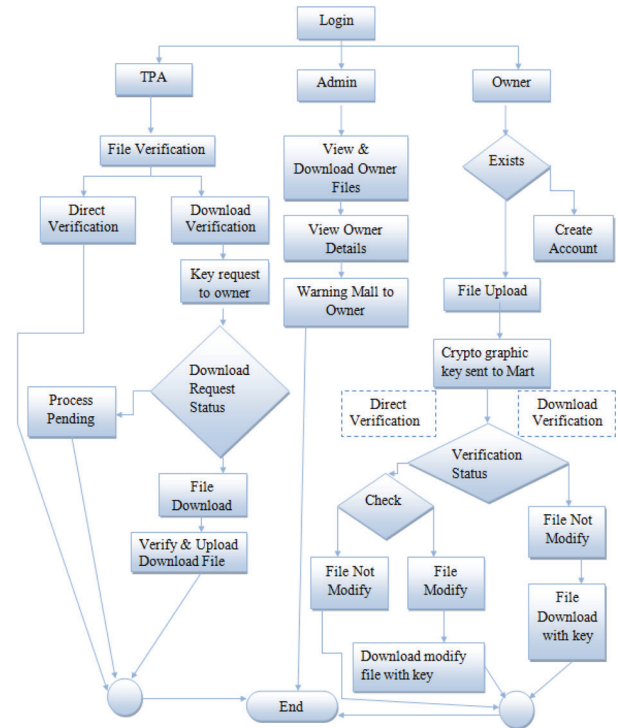 Login
TPA
Admin
Owner
File Verification
View &
Download Owner
Files
Exists
Direct
Verification
Download
Verification
View Owner
Details
Create
Account
Key request
to owner
Warning Mall to
Owner
File Upload
Crypto graphic
key sent to Mart
Download
Request
Status
Process
Pending
Direct
Verification
Download
Verification
Verification
Status
File
Download
Check
File Not
Modify
Verify & Upload
Download File
File Not
Modify
File
Modify
File
Download
with key
Download modify
file with key
End